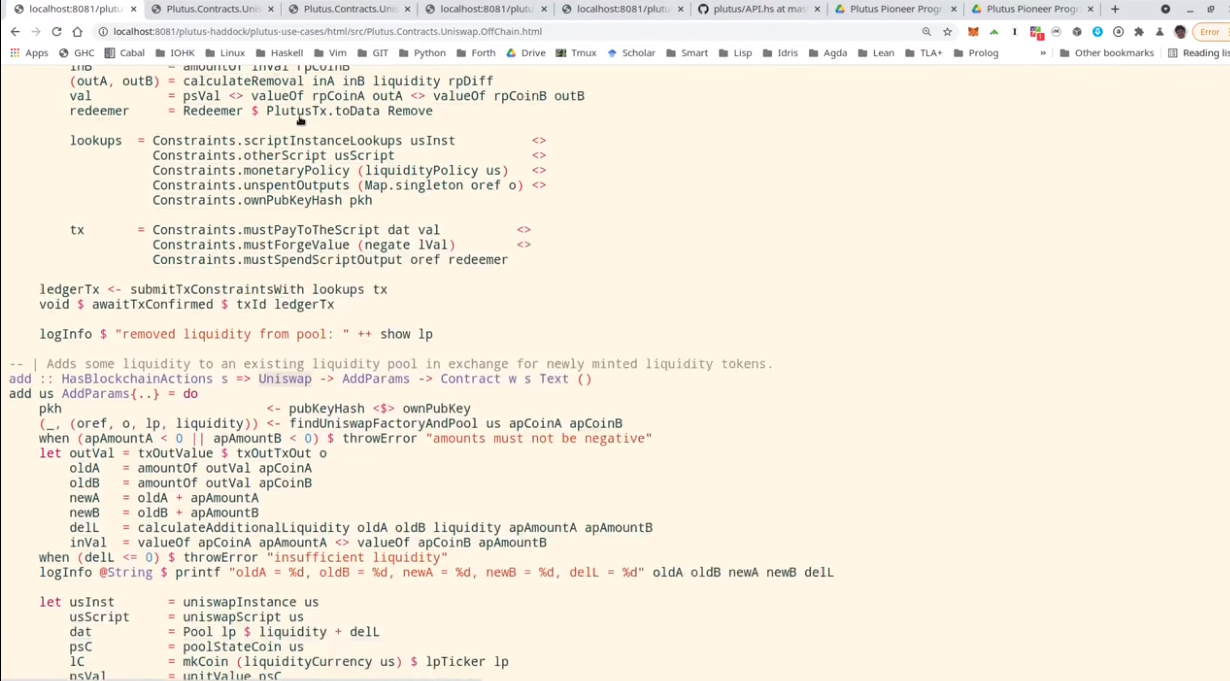 localhost:8081/plutu
Plutus.Contracts.Unis
Plutus.Contracts.Unis
localhost:8081/plutu
localhost:8081/plutu
plutus/API.hs at mast
Plutus Pioneer Progr
Plutus Pioneer Progr
localhost:8081/plutus-haddock/plutus-use-cases/html/src/Plutus.Contracts.Uniswap.OffChain.html
Error
Apps GHC Cabal IOHK Linux Haskell Vim GIT Python Forth Drive Tmux Scholar Smart Lisp Idris Agda Lean TLA+ Prolog » Other bookmarks Reading lis
inB = amountOf inVal rpCoinB
(outA, outB) = calculateRemoval inA inB liquidity rpDiff
val = psVal <> valueOf rpCoinA outA <> valueOf rpCoinB outB
redeemer = Redeemer $ PlutusTx.toData Remove
lookups = Constraints.scriptInstanceLookups usInst <>
Constraints.otherScript usScript <>
Constraints.monetaryPolicy (liquidityPolicy us) <>
Constraints.unspentOutputs (Map.singleton oref o) <>
Constraints.ownPubKeyHash pkh
tx = Constraints.mustPayToTheScript dat val <>
Constraints.mustForgeValue (negate lVal) <>
Constraints.mustSpendScriptOutput oref redeemer
ledgerTx <- submitTxConstraintsWith lookups tx
void $ awaitTxConfirmed $ txId ledgerTx
logInfo $ "removed liquidity from pool: " ++ show lp
-- | Adds some liquidity to an existing liquidity pool in exchange for newly minted liquidity tokens.
add :: HasBlockchainActions s => Uniswap -> AddParams -> Contract w s Text ()
add us AddParams{..} = do
pkh <- pubKeyHash <$> ownPubKey
(_, (oref, o, lp, liquidity)) <- findUniswapFactoryAndPool us apCoinA apCoinB
when (apAmountA < 0 || apAmountB < 0) $ throwError "amounts must not be negative"
let outVal = txOutValue $ txOutTxOut o
oldA = amountOf outVal apCoinA
oldB = amountOf outVal apCoinB
newA = oldA + apAmountA
newB = oldB + apAmountB
delL = calculateAdditionalLiquidity oldA oldB liquidity apAmountA apAmountB
inVal = valueOf apCoinA apAmountA <> valueOf apCoinB apAmountB
when (delL <= 0) $ throwError "insufficient liquidity"
logInfo @String $ printf "oldA = %d, oldB = %d, newA = %d, newB = %d, delL = %d" oldA oldB newA newB delL
let usInst = uniswapInstance us
usScript = uniswapScript us
dat = Pool lp $ liquidity + delL
psC = poolStateCoin us
lC = mkCoin (liquidityCurrency us) $ lpTicker lp
psVal = unitValue psC